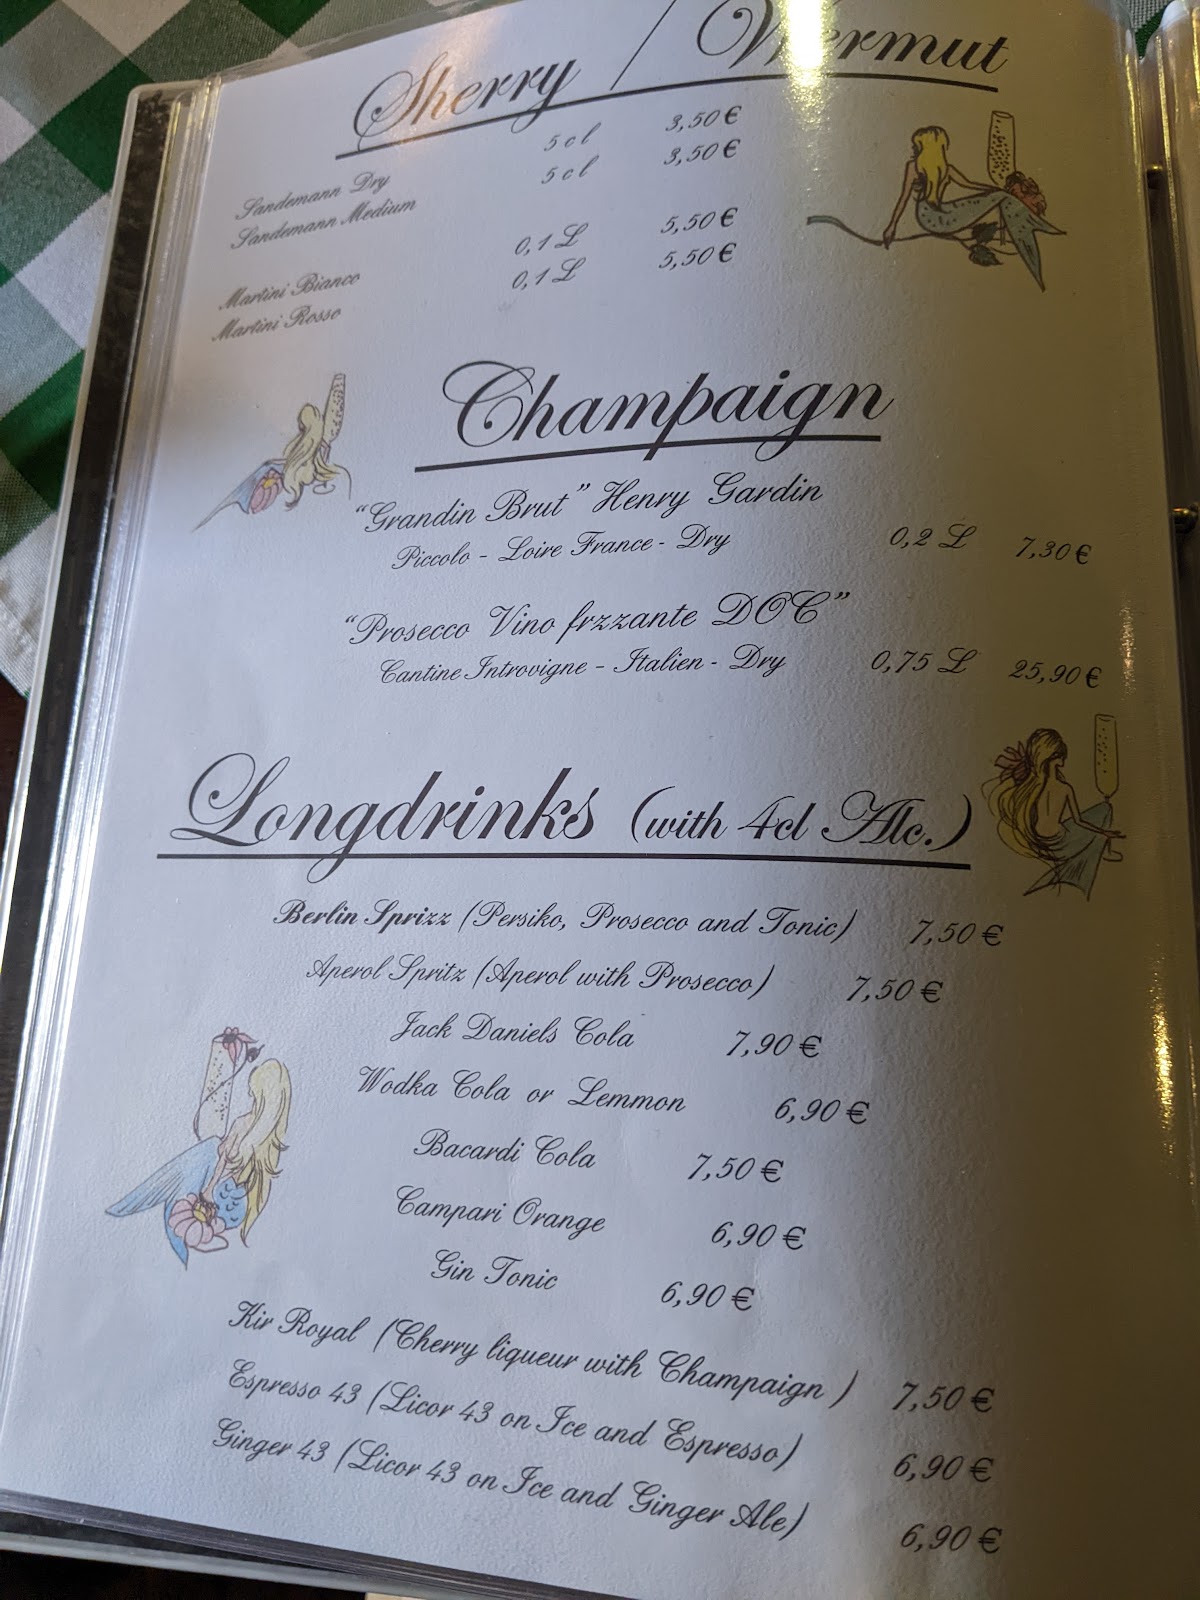 Sherry / Wermut
Sandemann Dry 5 cl 3,50 €
Sandemann Medium 5 cl 3,50 €
Martini Bianco 0,1 L 5,50 €
Martini Rosso 0,1 L 5,50 €
Champaign
“Grandin Brut” Henry Gardin
Piccolo - Loire France - Dry 0,2 L 7,30 €
“Prosecco Vino frzzante DOC”
Cantine Introvigne - Italien - Dry 0,75 L 25,90 €
Longdrinks (with 4cl Alc.)
Berlin Sprizz (Persiko, Prosecco and Tonic) 7,50 €
Aperol Spritz (Aperol with Prosecco) 7,50 €
Jack Daniels Cola 7,90 €
Wodka Cola or Lemmon 6,90 €
Bacardi Cola 7,50 €
Campari Orange 6,90 €
Gin Tonic 6,90 €
Kir Royal (Cherry liqueur with Champaign ) 7,50 €
Espresso 43 (Licor 43 on Ice and Espresso) 6,90 €
Ginger 43 (Licor 43 on Ice and Ginger Ale) 6,90 €